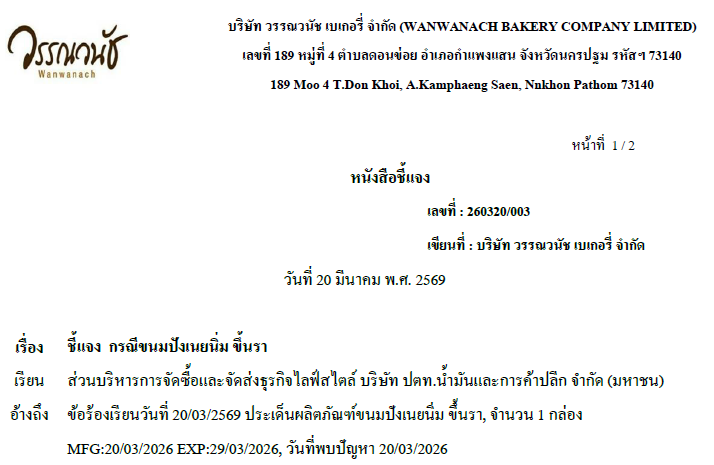 วรรณวนัช
Wanwanach
บริษัท วรรณวนัช เบเกอรี่ จำกัด (WANWANACH BAKERY COMPANY LIMITED)
เลขที่ 189 หมู่ที่ 4 ตำบลดอนข่อย อำเภอกำแพงแสน จังหวัดนครปฐม รหัสฯ 73140
189 Moo 4 T.Don Khoi, A.Kamphaeng Saen, Nnkhon Pathom 73140
หน้าที่ 1 / 2
หนังสือชี้แจง
เลขที่ : 260320/003
เขียนที่ : บริษัท วรรณวนัช เบเกอรี่ จำกัด
วันที่ 20 มีนาคม พ.ศ. 2569
เรื่อง ชี้แจง กรณีขนมปังเนยนิ่ม ขึ้นรา
เรียน ส่วนบริหารการจัดซื้อและจัดส่งธุรกิจไลฟ์สไตล์ บริษัท ปตท.น้ำมันและการค้าปลีก จำกัด (มหาชน)
อ้างถึง ข้อร้องเรียนวันที่ 20/03/2569 ประเด็นผลิตภัณฑ์ขนมปังเนยนิ่ม ขึ้นรา, จำนวน 1 กล่อง
MFG:20/03/2026 EXP:29/03/2026, วันที่พบปัญหา 20/03/2026